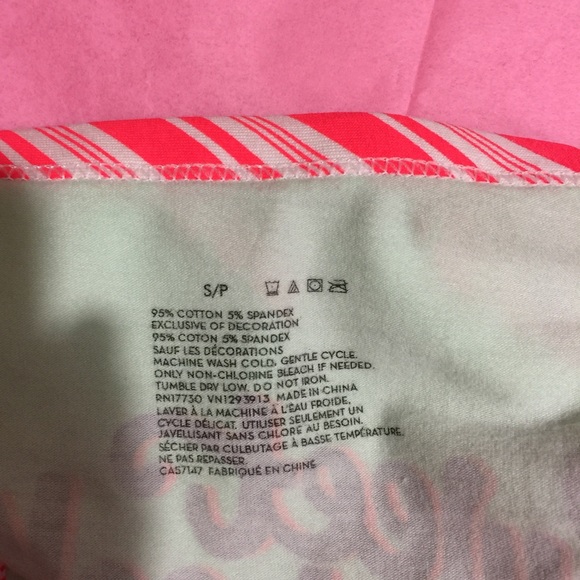 S/P
95% COTTON 5% SPANDEX
EXCLUSIVE OF DECORATION
95% COTON 5% SPANDEX
SAUF LES DÉCORATIONS
MACHINE WASH COLD, GENTLE CYCLE.
ONLY NON-CHLORINE BLEACH IF NEEDED.
TUMBLE DRY LOW. DO NOT IRON.
RN17730 VN1293913 MADE IN CHINA
LAVER À LA MACHINE À L'EAU FROIDE,
CYCLE DÉLICAT. UTILISER SEULEMENT UN
JAVELLISANT SANS CHLORE AU BESOIN.
SÉCHER PAR CULBUTAGE À BASSE TEMPÉRATURE.
NE PAS REPASSER.
CA57147 FABRIQUÉ EN CHINE